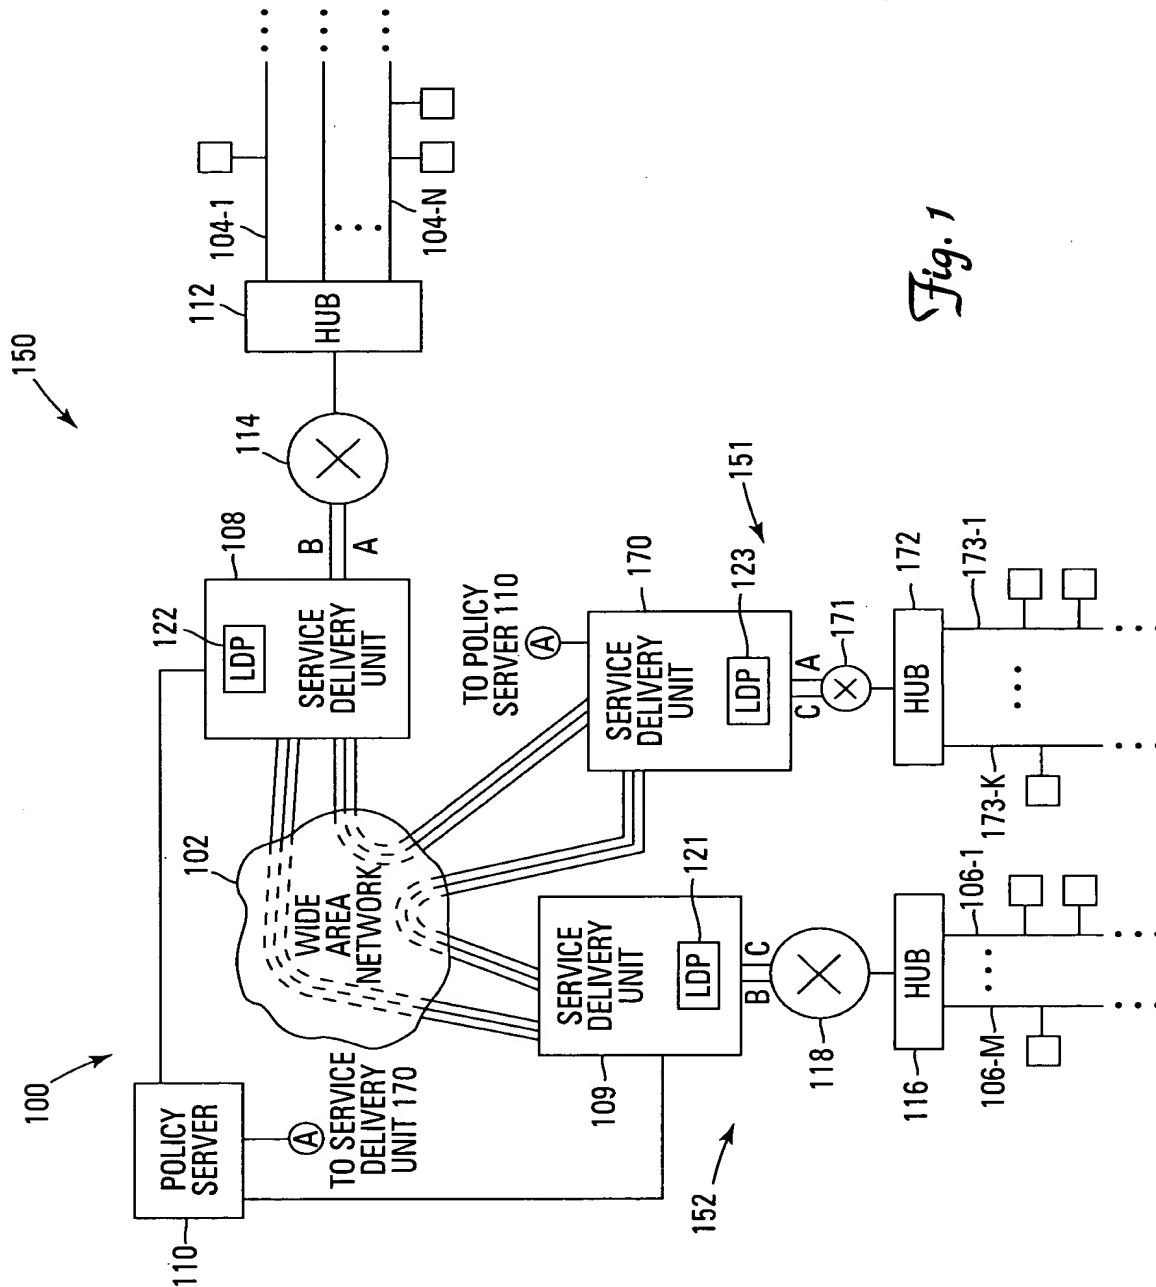 100
150
110
POLICY
SERVER
A
TO SERVICE
DELIVERY
UNIT 170
102
WIDE
AREA
NETWORK
122
LDP
108
SERVICE
DELIVERY
UNIT
B
A
114
112
HUB
104-1
104-N
TO POLICY
SERVER 110
A
170
SERVICE
DELIVERY
UNIT
123
LDP
151
C
A
171
172
HUB
173-1
173-K
109
SERVICE
DELIVERY
UNIT
121
LDP
152
B
C
118
116
HUB
106-1
106-M
Fig. 1